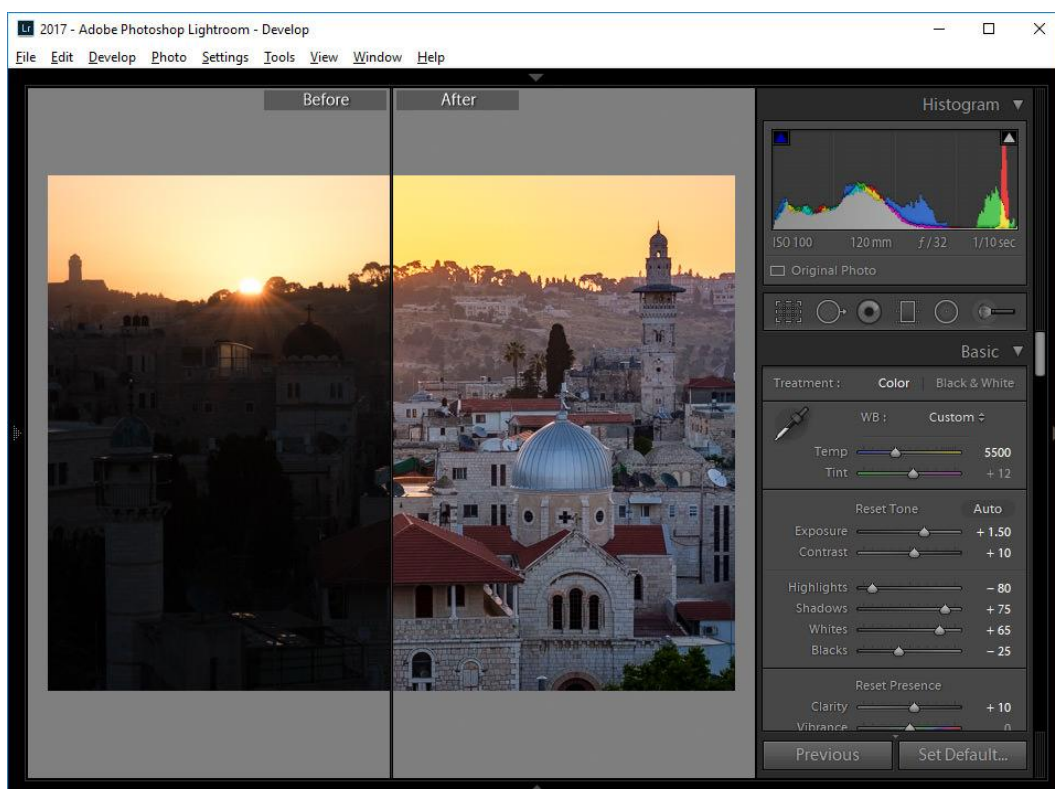 Lr 2017 - Adobe Photoshop Lightroom - Develop
File Edit Develop Photo Settings Tools View Window Help
Before After
Histogram
ISO 100 120 mm ƒ / 32 1/10 sec
Original Photo
Basic
Treatment : Color Black & White
WB : Custom
Temp 5500
Tint + 12
Reset Tone Auto
Exposure + 1.50
Contrast + 10
Highlights – 80
Shadows + 75
Whites + 65
Blacks – 25
Reset Presence
Clarity + 10
Vibrance 0
Previous Set Default...